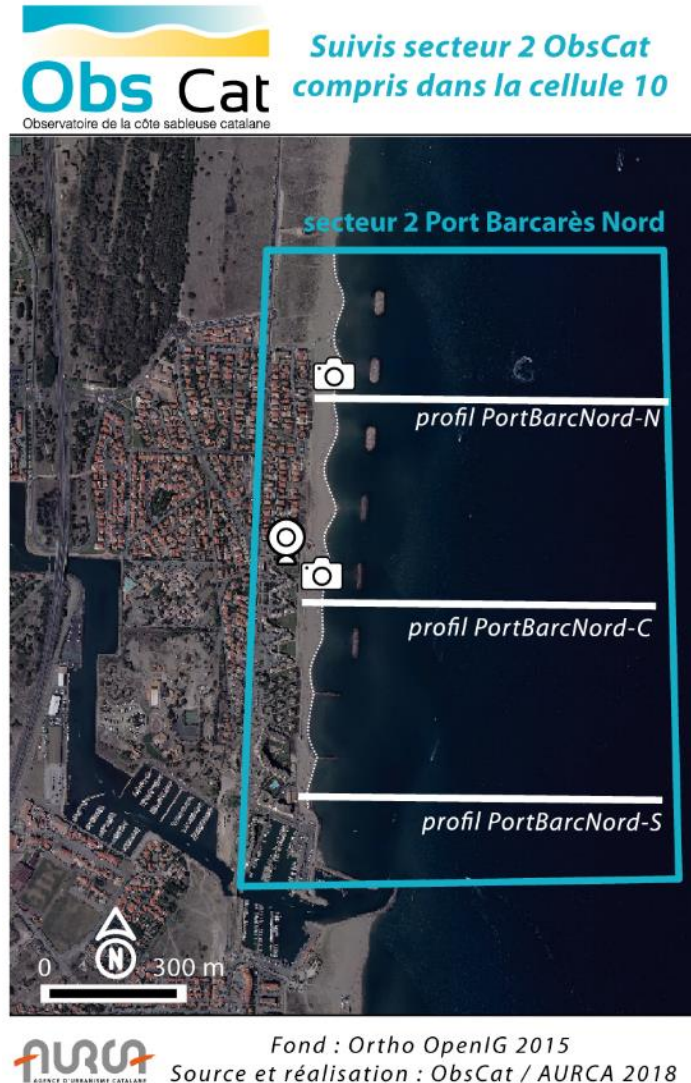 Obs Cat
Observatoire de la côte sableuse catalane
Suivis secteur 2 ObsCat
compris dans la cellule 10
secteur 2 Port Barcarès Nord
profil PortBarcNord-N
profil PortBarcNord-C
profil PortBarcNord-S
N
0 300 m
AURCA
AGENCE D'URBANISME CATALANE
Fond : Ortho OpenIG 2015
Source et réalisation : ObsCat / AURCA 2018